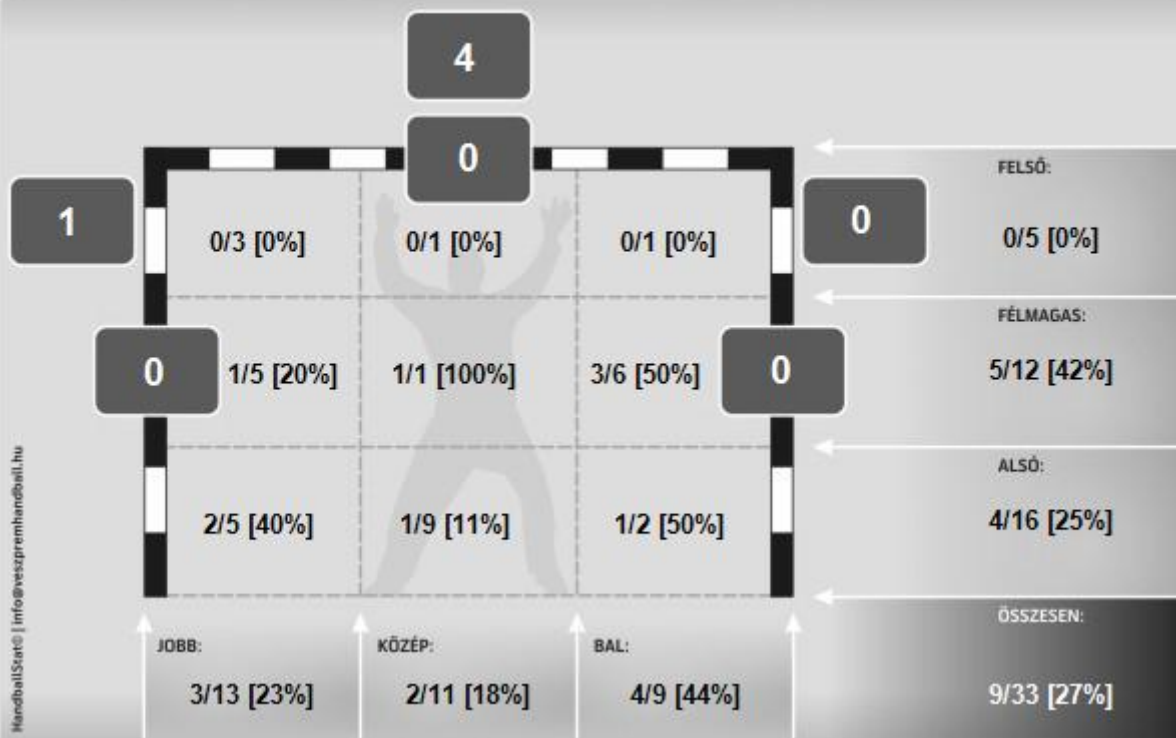 4
0
FELSŐ:
1
0
0/3 [0%]
0/1 [0%]
0/1 [0%]
0/5 [0%]
FÉLMAGAS:
0
1/5 [20%]
1/1 [100%]
3/6 [50%]
0
5/12 [42%]
ALSÓ:
2/5 [40%]
1/9 [11%]
1/2 [50%]
4/16 [25%]
ÖSSZESEN:
JOBB:
KÖZÉP:
BAL:
3/13 [23%]
2/11 [18%]
4/9 [44%]
9/33 [27%]
HandballStat© | info@veszpremhandball.hu